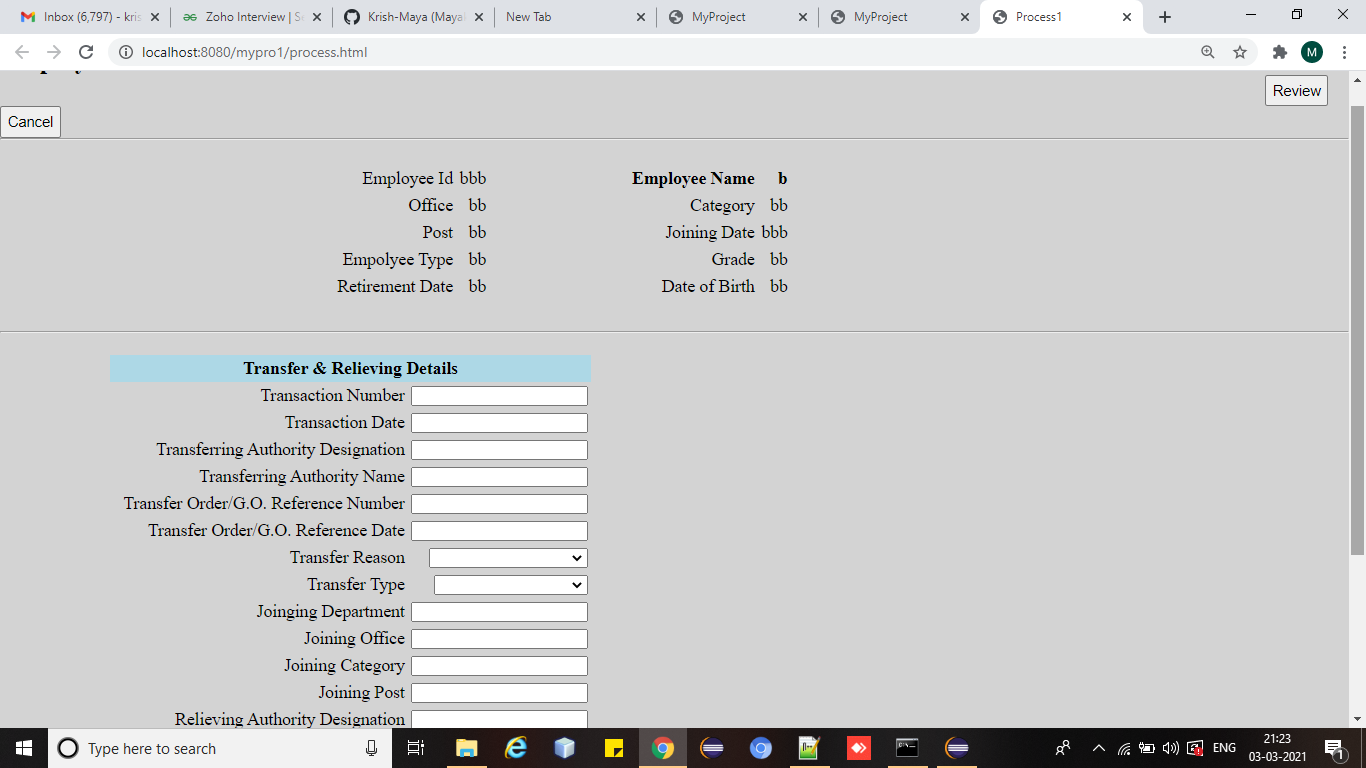 Inbox (6,797) - kris
Zoho Interview | Se
Krish-Maya (Maya
New Tab
MyProject
MyProject
Process1
localhost:8080/mypro1/process.html
M
Review
Cancel
Employee Id bbb Employee Name b
Office bb Category bb
Post bb Joining Date bbb
Empolyee Type bb Grade bb
Retirement Date bb Date of Birth bb
Transfer & Relieving Details
Transaction Number
Transaction Date
Transferring Authority Designation
Transferring Authority Name
Transfer Order/G.O. Reference Number
Transfer Order/G.O. Reference Date
Transfer Reason
Transfer Type
Joinging Department
Joining Office
Joining Category
Joining Post
Relieving Authority Designation
Type here to search
ENG
21:23
03-03-2021
1